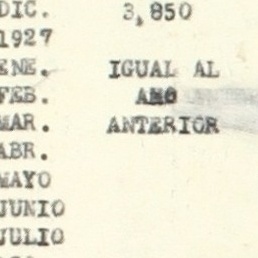 DIC. 3,850
1927
ENE. IGUAL AL
FEB. AÑO
MAR. ANTERIOR
ABR.
MAYO
JUNIO
JULIO